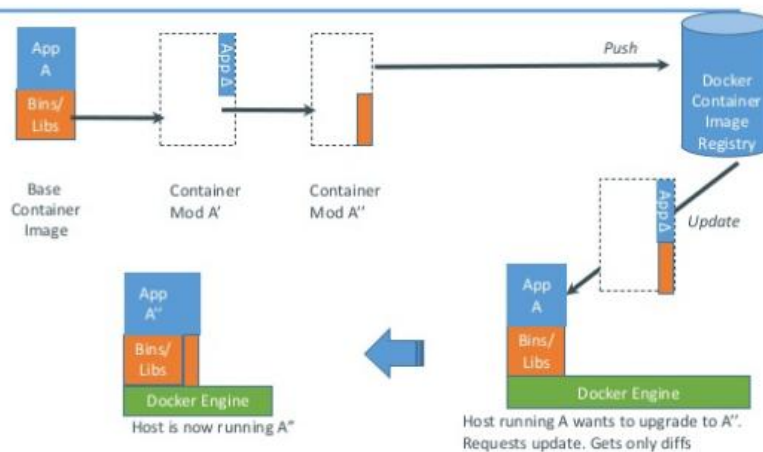 App
A
Bins/
Libs
Base
Container
Image
App Δ
Container
Mod A'
Container
Mod A''
Push
Docker
Container
Image
Registry
App Δ
Update
App
A
Bins/
Libs
Docker Engine
Host running A wants to upgrade to A''.
Requests update. Gets only diffs
App
A''
Bins/
Libs
Docker Engine
Host is now running A"